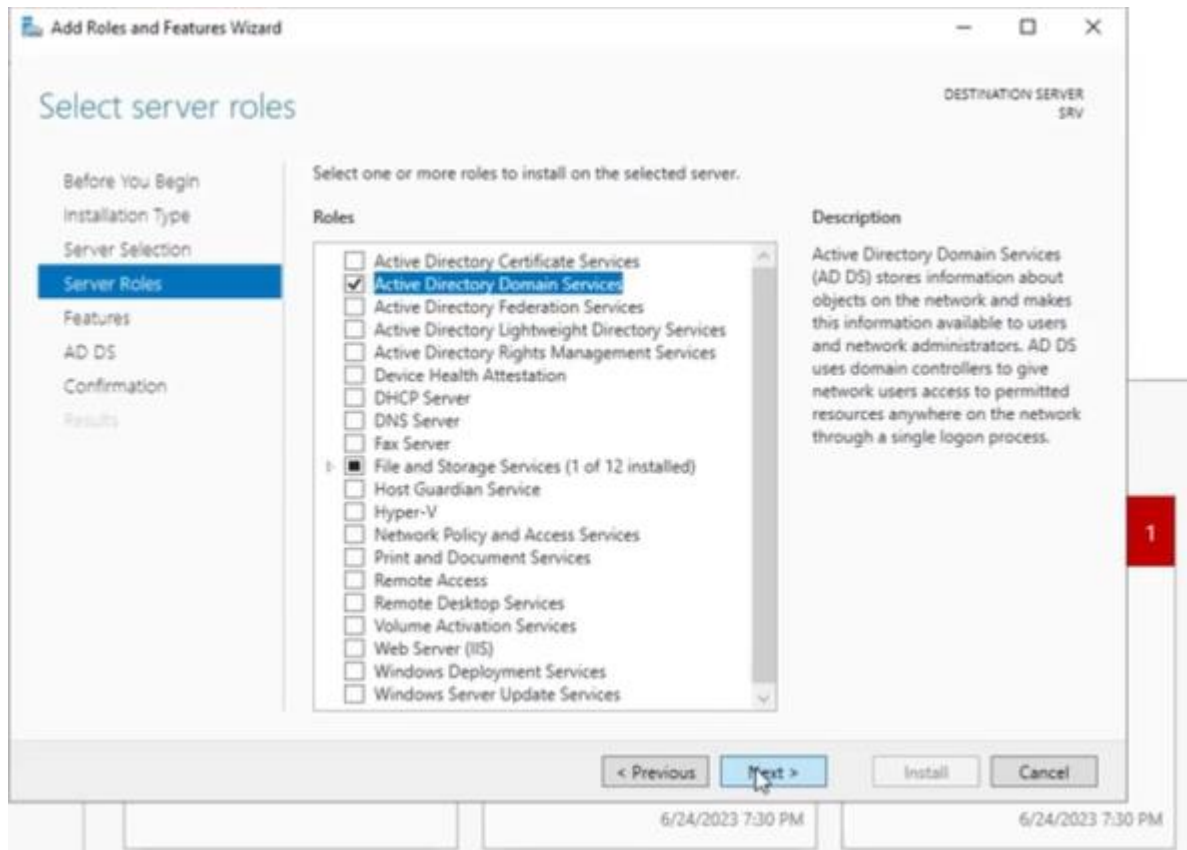 Add Roles and Features Wizard
Select server roles
DESTINATION SERVER
SRV
Before You Begin
Installation Type
Server Selection
Server Roles
Features
AD DS
Confirmation
Results
Select one or more roles to install on the selected server.
Roles
Active Directory Certificate Services
Active Directory Domain Services
Active Directory Federation Services
Active Directory Lightweight Directory Services
Active Directory Rights Management Services
Device Health Attestation
DHCP Server
DNS Server
Fax Server
File and Storage Services (1 of 12 installed)
Host Guardian Service
Hyper-V
Network Policy and Access Services
Print and Document Services
Remote Access
Remote Desktop Services
Volume Activation Services
Web Server (IIS)
Windows Deployment Services
Windows Server Update Services
Description
Active Directory Domain Services
(AD DS) stores information about
objects on the network and makes
this information available to users
and network administrators. AD DS
uses domain controllers to give
network users access to permitted
resources anywhere on the network
through a single logon process.
1
< Previous
Next >
Install
Cancel
6/24/2023 7:30 PM
6/24/2023 7:30 PM